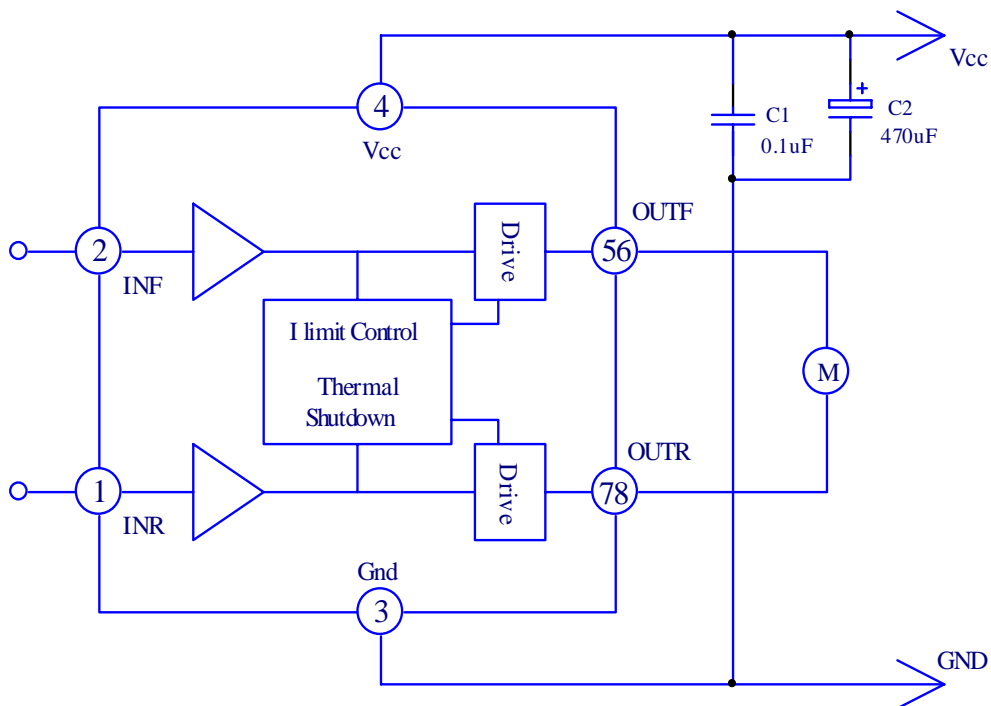 Vcc
4
Vcc
+
C1
0.1uF
C2
470uF
OUTF
2
INF
Drive
56
I limit Control
Thermal
Shutdown
M
OUTR
1
INR
Drive
78
Gnd
3
GND